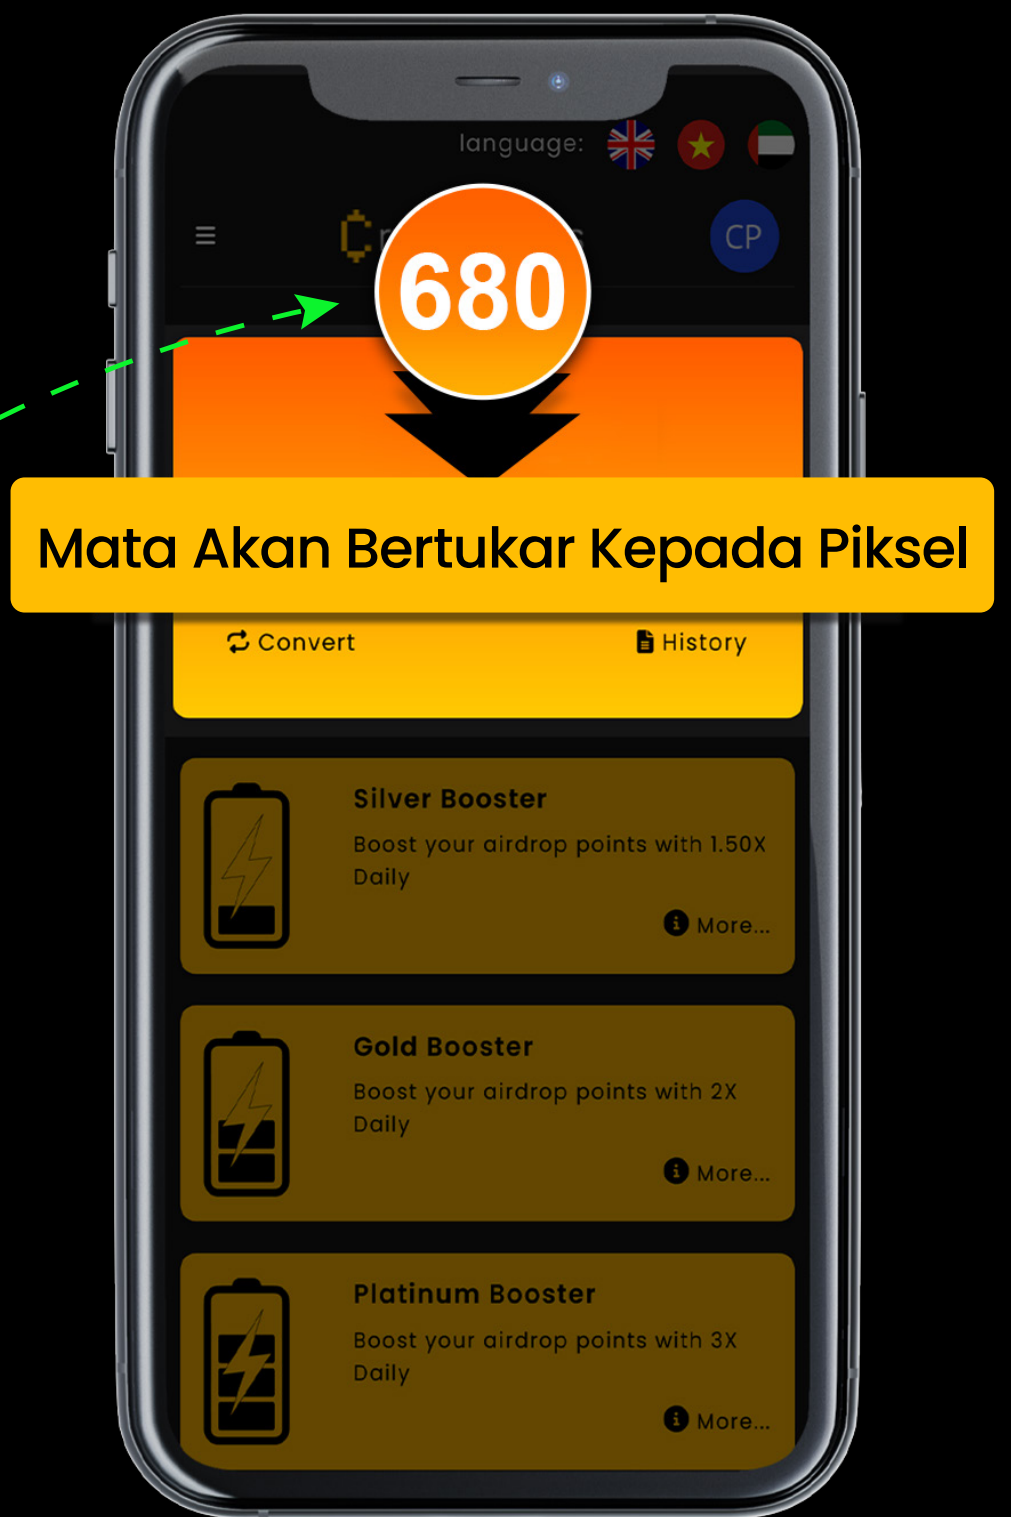 language:
CP
680
Mata Akan Bertukar Kepada Piksel
Convert
History
Silver Booster
Boost your airdrop points with 1.50X
Daily
More...
Gold Booster
Boost your airdrop points with 2X
Daily
More...
Platinum Booster
Boost your airdrop points with 3X
Daily
More...